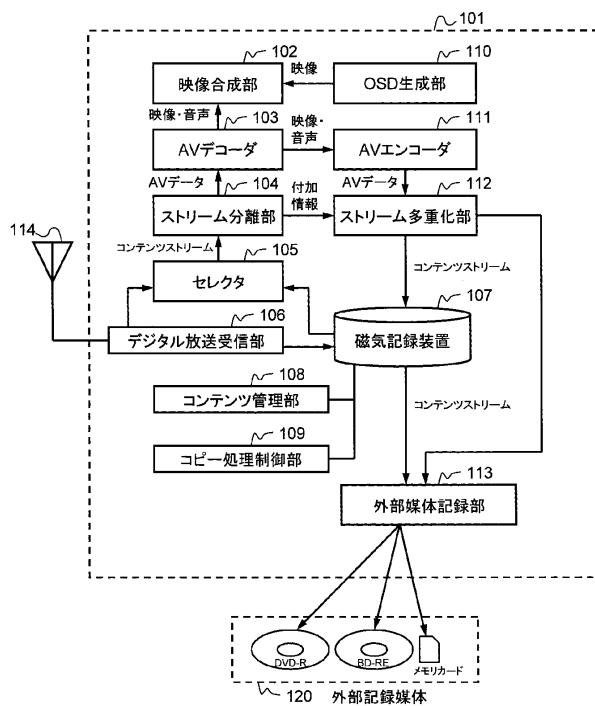 101
102
映像合成部
映像
110
OSD生成部
映像・音声
103
AVデコーダ
映像・
音声
111
AVエンコーダ
AVデータ
104
ストリーム分離部
付加
情報
AVデータ
112
ストリーム多重化部
114
コンテンツストリーム
105
セレクタ
コンテンツストリーム
107
磁気記録装置
106
デジタル放送受信部
108
コンテンツ管理部
コンテンツストリーム
109
コピー処理制御部
113
外部媒体記録部
DVD-R
BD-RE
メモリカード
120
外部記録媒体